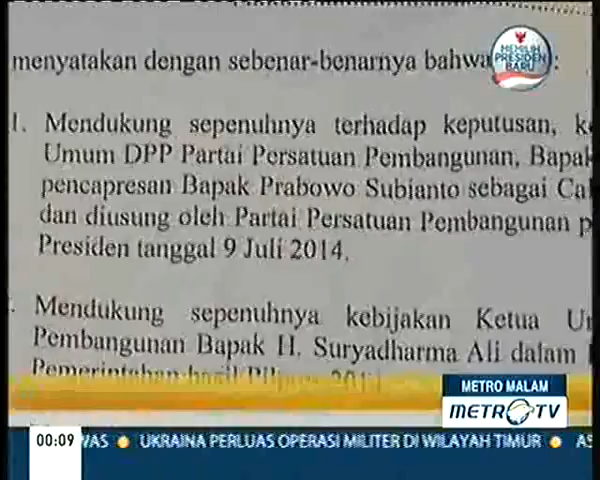 MEMILIH
PRESIDEN
BARU
menyatakan dengan sebenar-benarnya bahwa :
1. Mendukung sepenuhnya terhadap keputusan,
Umum DPP Partai Persatuan Pembangunan, Bapak
pencapresan Bapak Prabowo Subianto sebagai
dan diusung oleh Partai Persatuan Pembangunan
Presiden tanggal 9 Juli 2014.
Mendukung sepenuhnya kebijakan Ketua
Pembangunan Bapak H. Suryadharma Ali dalam
Pemerintahan hasil
METRO MALAM
METRO TV
00:09 UKRAINA PERLUAS OPERASI MILITER DI WILAYAH TIMUR